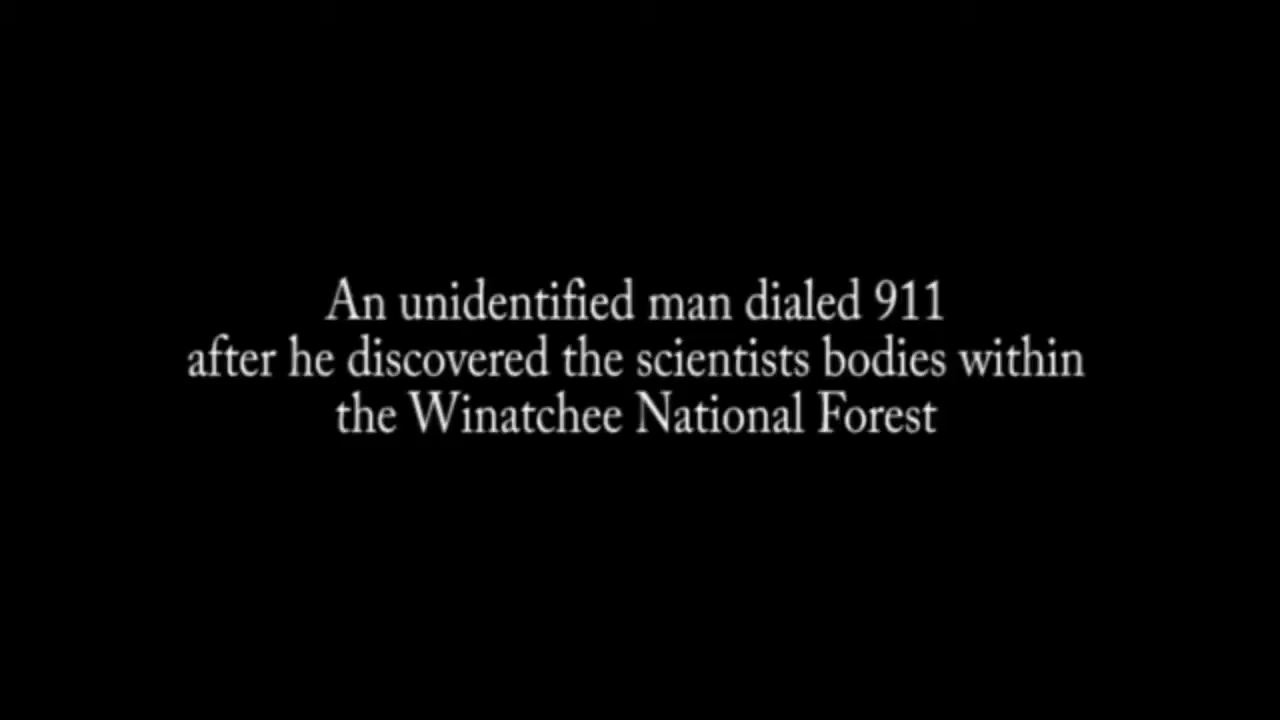 An unidentified man dialed 911
after he discovered the scientists bodies within
the Winatchee National Forest